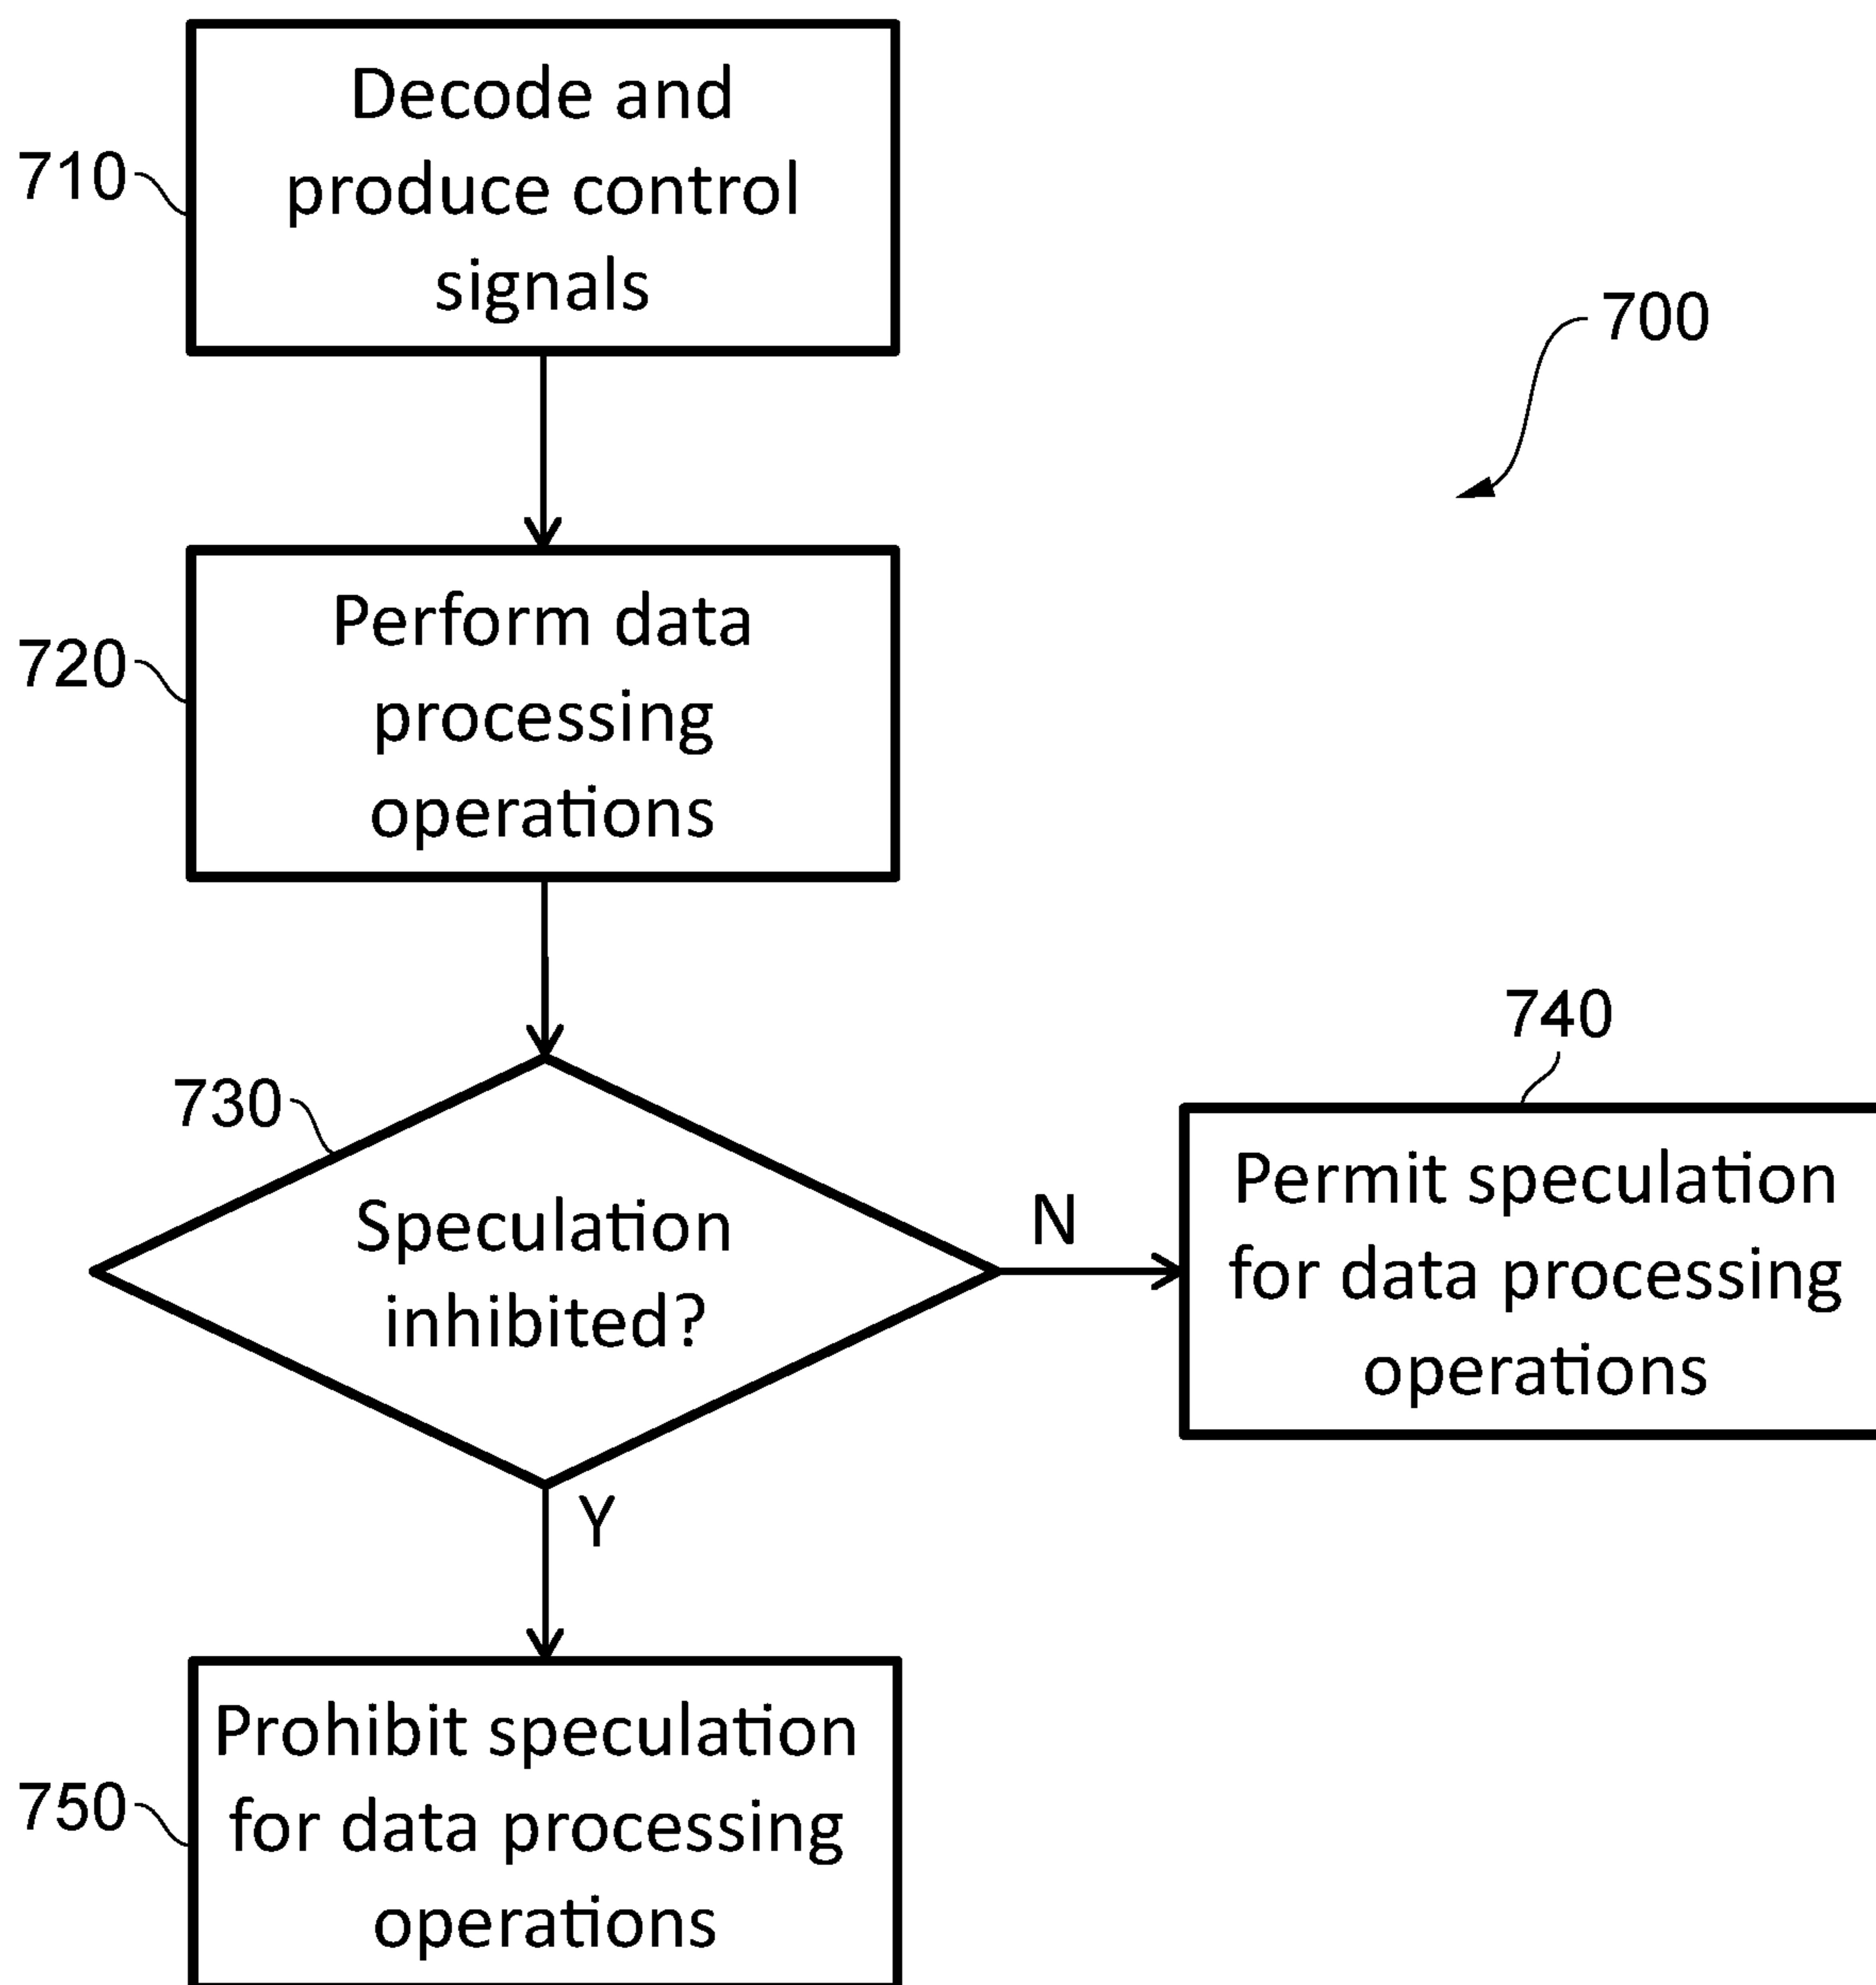 710
Decode and
produce control
signals
700
720
Perform data
processing
operations
730
Speculation
inhibited?
N
Y
740
Permit speculation
for data processing
operations
750
Prohibit speculation
for data processing
operations